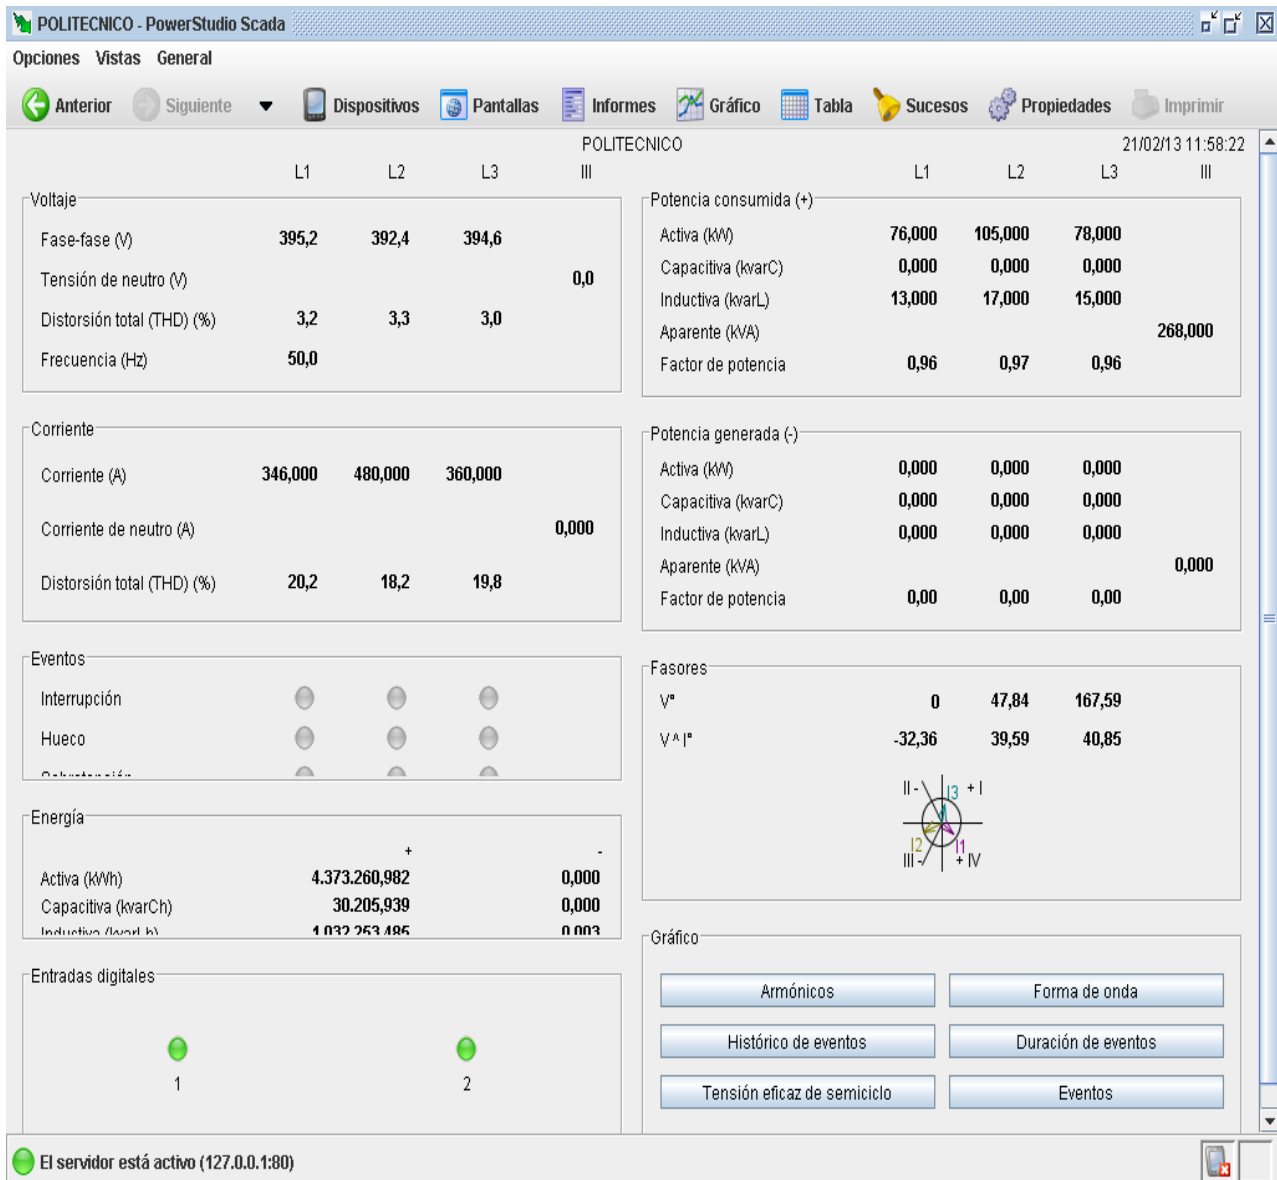 POLITECNICO - PowerStudio Scada
Opciones Vistas General
Anterior Siguiente Dispositivos Pantallas Informes Gráfico Tabla Sucesos Propiedades Imprimir
POLITECNICO 21/02/13 11:58:22
L1 L2 L3 III
Voltaje
Fase-fase (V) 395,2 392,4 394,6
Tensión de neutro (V) 0,0
Distorsión total (THD) (%) 3,2 3,3 3,0
Frecuencia (Hz) 50,0
Corriente
Corriente (A) 346,000 480,000 360,000
Corriente de neutro (A) 0,000
Distorsión total (THD) (%) 20,2 18,2 19,8
Eventos
Interrupción
Hueco
Sobretensión
Energía
+ -
Activa (kWh) 4.373.260,982 0,000
Capacitiva (kvarCh) 30.205,939 0,000
Inductiva (kvarLh) 1.032.253,485 0,003
Entradas digitales
1 2
L1 L2 L3 III
Potencia consumida (+)
Activa (kW) 76,000 105,000 78,000
Capacitiva (kvarC) 0,000 0,000 0,000
Inductiva (kvarL) 13,000 17,000 15,000
Aparente (kVA) 268,000
Factor de potencia 0,96 0,97 0,96
Potencia generada (-)
Activa (kW) 0,000 0,000 0,000
Capacitiva (kvarC) 0,000 0,000 0,000
Inductiva (kvarL) 0,000 0,000 0,000
Aparente (kVA) 0,000
Factor de potencia 0,00 0,00 0,00
Fasores
V° 0 47,84 167,59
V ^ I° -32,36 39,59 40,85
II - I3 + I
I2 I1
III - + IV
Gráfico
Armónicos Forma de onda
Histórico de eventos Duración de eventos
Tensión eficaz de semiciclo Eventos
El servidor está activo (127.0.0.1:80)